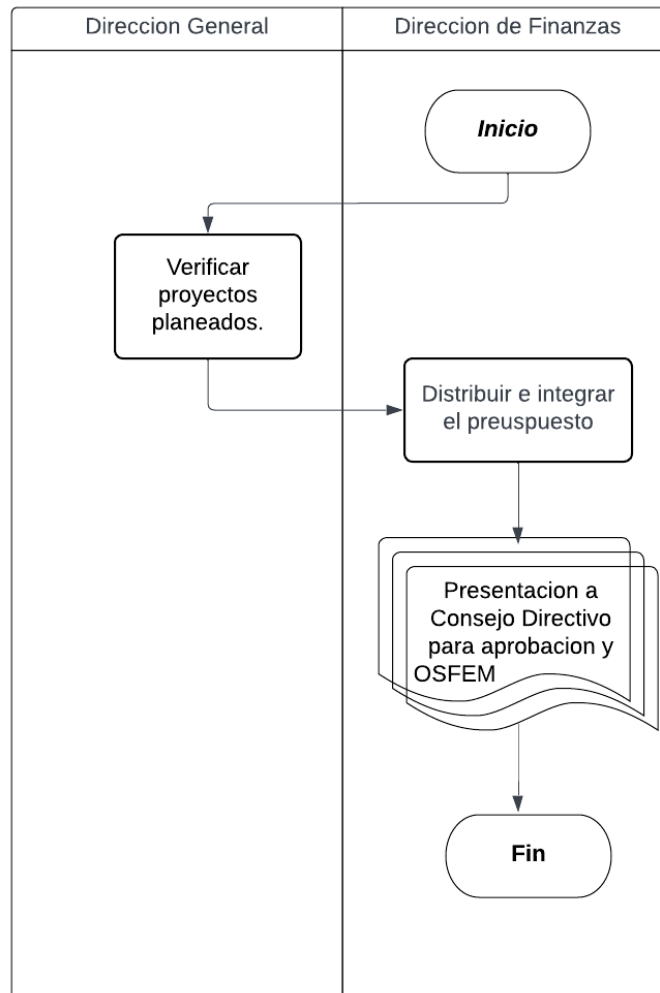 Direccion General
Direccion de Finanzas
Inicio
Verificar
proyectos
planeados.
Distribuir e integrar
el preuspuesto
Presentacion a
Consejo Directivo
para aprobacion y
OSFEM
Fin